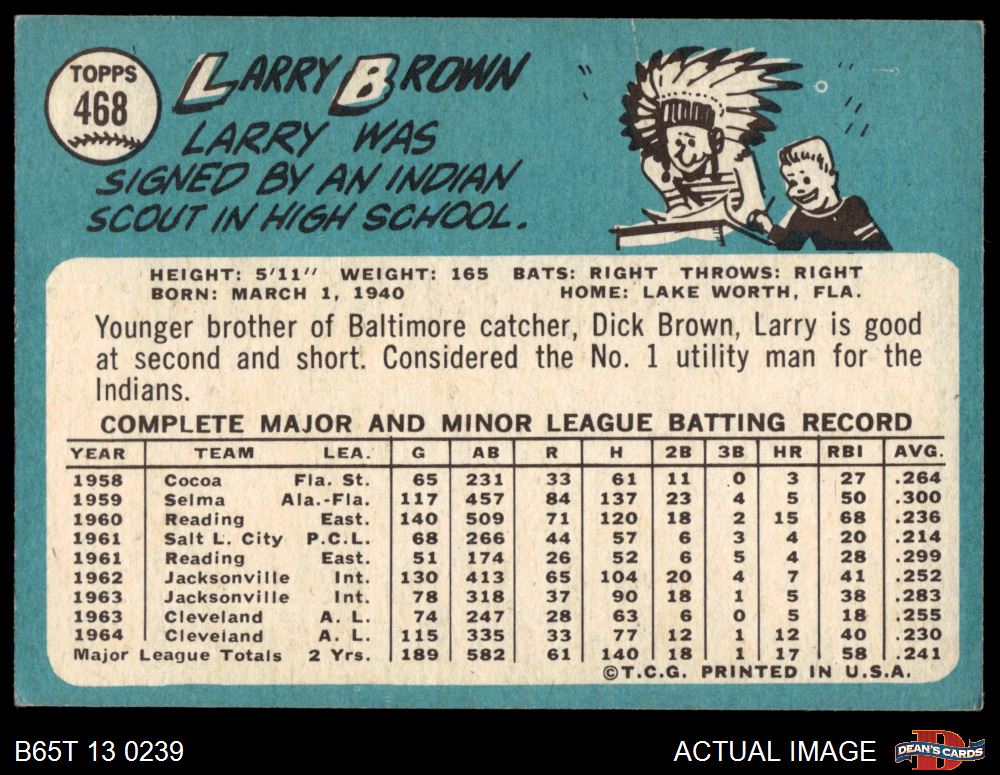 TOPPS
468
LARRY BROWN
LARRY WAS
SIGNED BY AN INDIAN
SCOUT IN HIGH SCHOOL.
HEIGHT: 5'11" WEIGHT: 165 BATS: RIGHT THROWS: RIGHT
BORN: MARCH 1, 1940 HOME: LAKE WORTH, FLA.
Younger brother of Baltimore catcher, Dick Brown, Larry is good
at second and short. Considered the No. 1 utility man for the
Indians.
COMPLETE MAJOR AND MINOR LEAGUE BATTING RECORD
YEAR TEAM LEA. G AB R H 2B 3B HR RBI AVG.
1958 Cocoa Fla. St. 65 231 33 61 11 0 3 27 .264
1959 Selma Ala.-Fla. 117 457 84 137 23 4 5 50 .300
1960 Reading East. 140 509 71 120 18 2 15 68 .236
1961 Salt L. City P.C.L. 68 266 44 57 6 3 4 20 .214
1961 Reading East. 51 174 26 52 6 5 4 28 .299
1962 Jacksonville Int. 130 413 65 104 20 4 7 41 .252
1963 Jacksonville Int. 78 318 37 90 18 1 5 38 .283
1963 Cleveland A. L. 74 247 28 63 6 0 5 18 .255
1964 Cleveland A. L. 115 335 33 77 12 1 12 40 .230
Major League Totals 2 Yrs. 189 582 61 140 18 1 17 58 .241
©T.C.G. PRINTED IN U.S.A.
B65T 13 0239 ACTUAL IMAGE DEAN'S CARDS